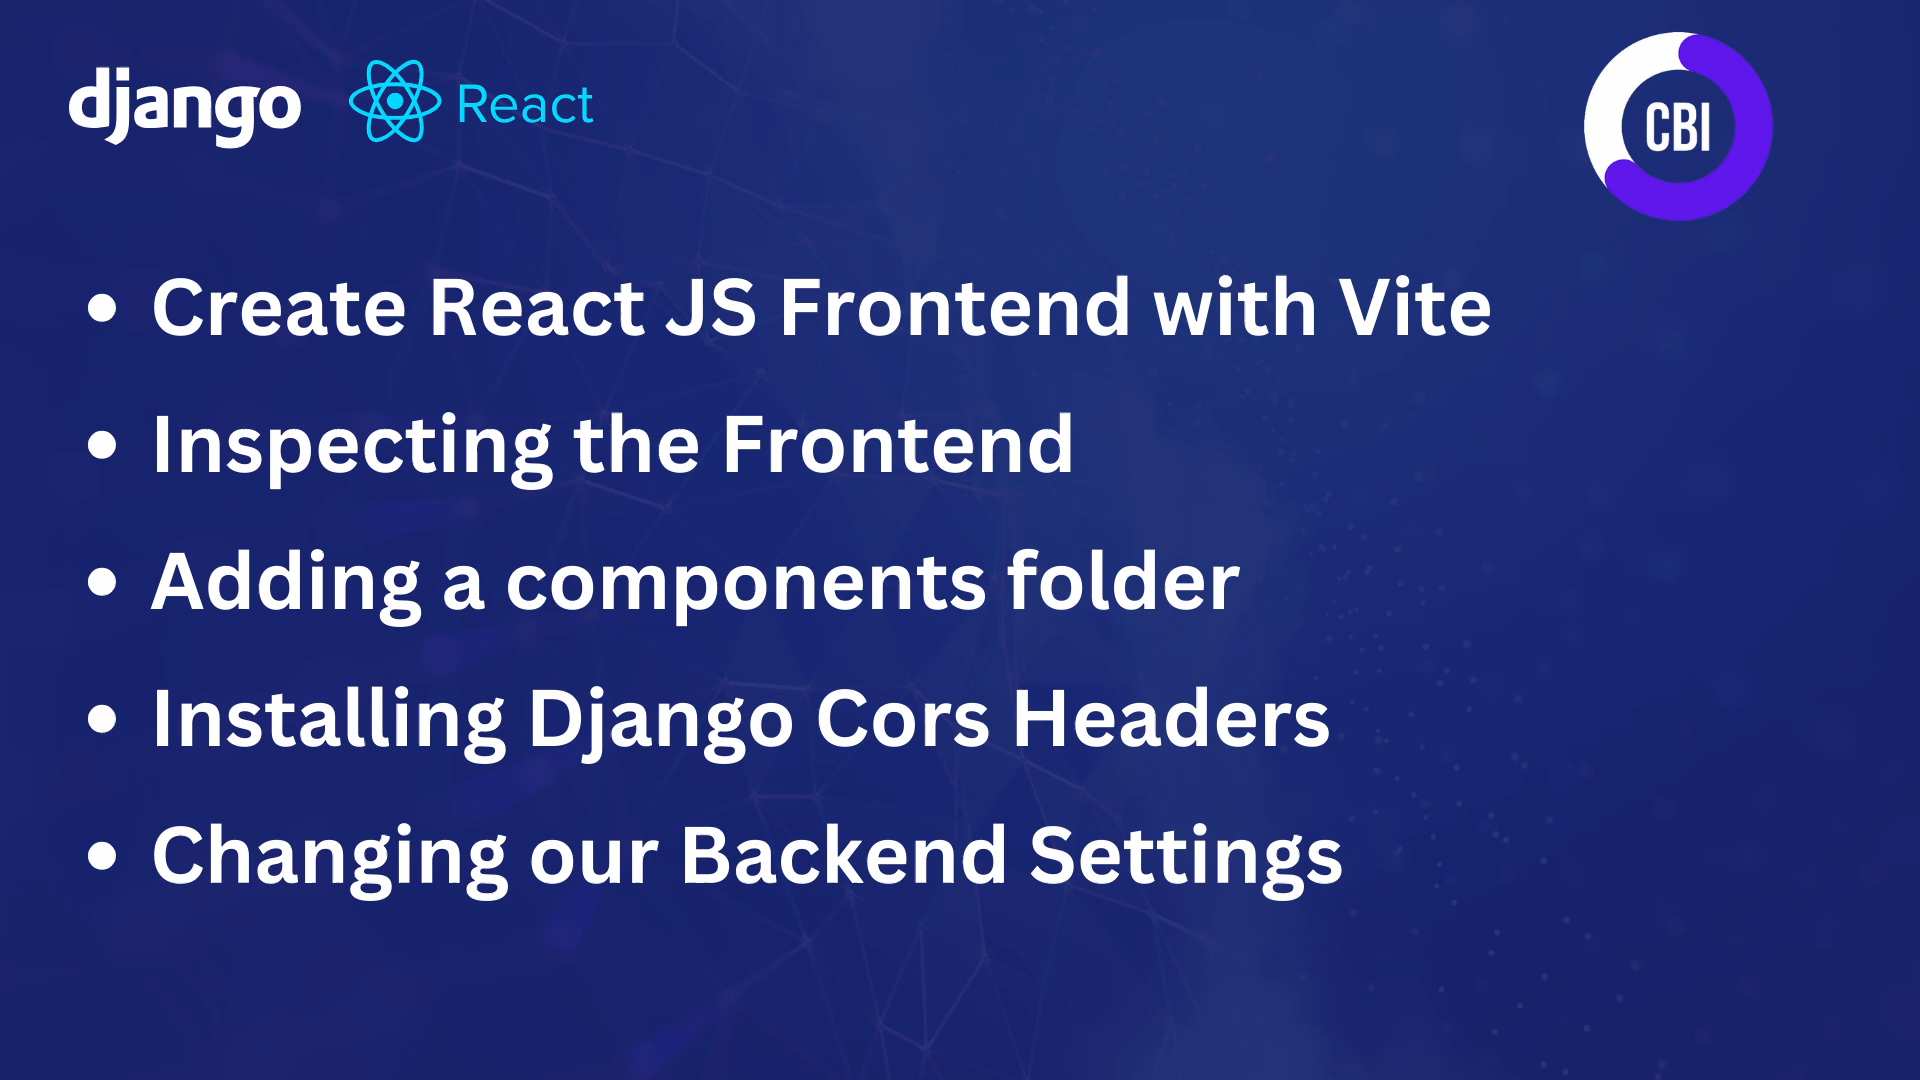 django
React
CBI
• Create React JS Frontend with Vite
• Inspecting the Frontend
• Adding a components folder
• Installing Django Cors Headers
• Changing our Backend Settings